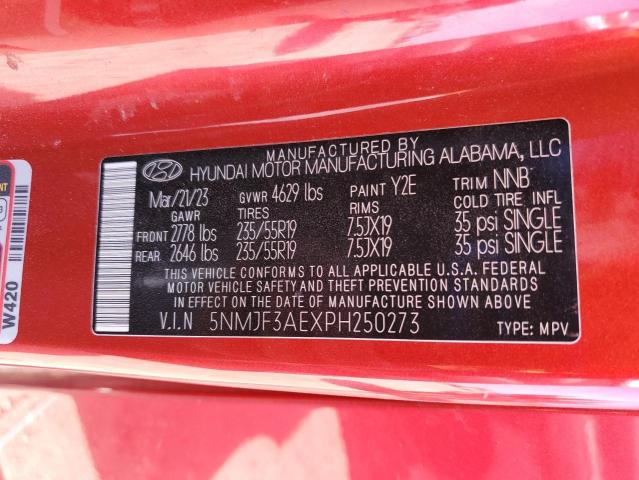 MANUFACTURED BY
HYUNDAI MOTOR MANUFACTURING ALABAMA, LLC
Mar/21/23 GVWR 4629 lbs PAINT Y2E TRIM NNB
GAWR TIRES RIMS COLD TIRE INFL
FRONT 2778 lbs 235/55R19 7.5JX19 35 psi SINGLE
REAR 2646 lbs 235/55R19 7.5JX19 35 psi SINGLE
THIS VEHICLE CONFORMS TO ALL APPLICABLE U.S.A. FEDERAL
MOTOR VEHICLE SAFETY, BUMPER, AND THEFT PREVENTION STANDARDS
IN EFFECT ON THE DATE OF MANUFACTURE SHOWN ABOVE.
V.I.N 5NMJF3AEXPH250273 TYPE: MPV
W420